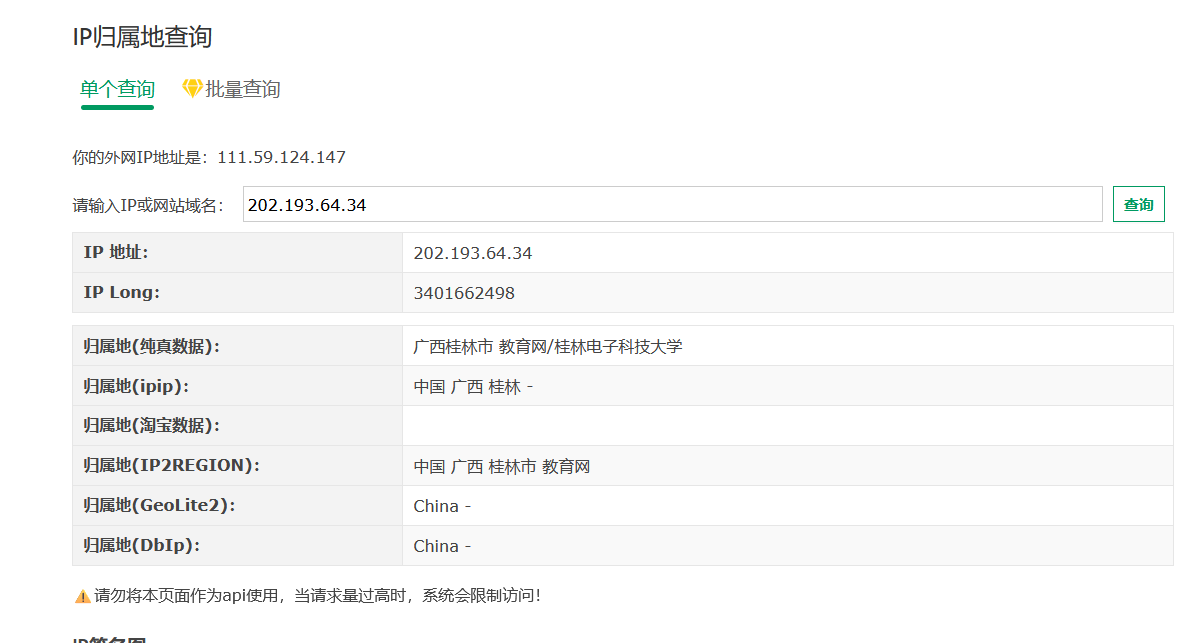 IP归属地查询
单个查询 批量查询
你的外网IP地址是：111.59.124.147
请输入IP或网站域名： 202.193.64.34 查询
IP 地址: 202.193.64.34
IP Long: 3401662498
归属地(纯真数据): 广西桂林市 教育网/桂林电子科技大学
归属地(ipip): 中国 广西 桂林 -
归属地(淘宝数据):
归属地(IP2REGION): 中国 广西 桂林市 教育网
归属地(GeoLite2): China -
归属地(DbIp): China -
请勿将本页面作为api使用，当请求量过高时，系统会限制访问！
IP签名图